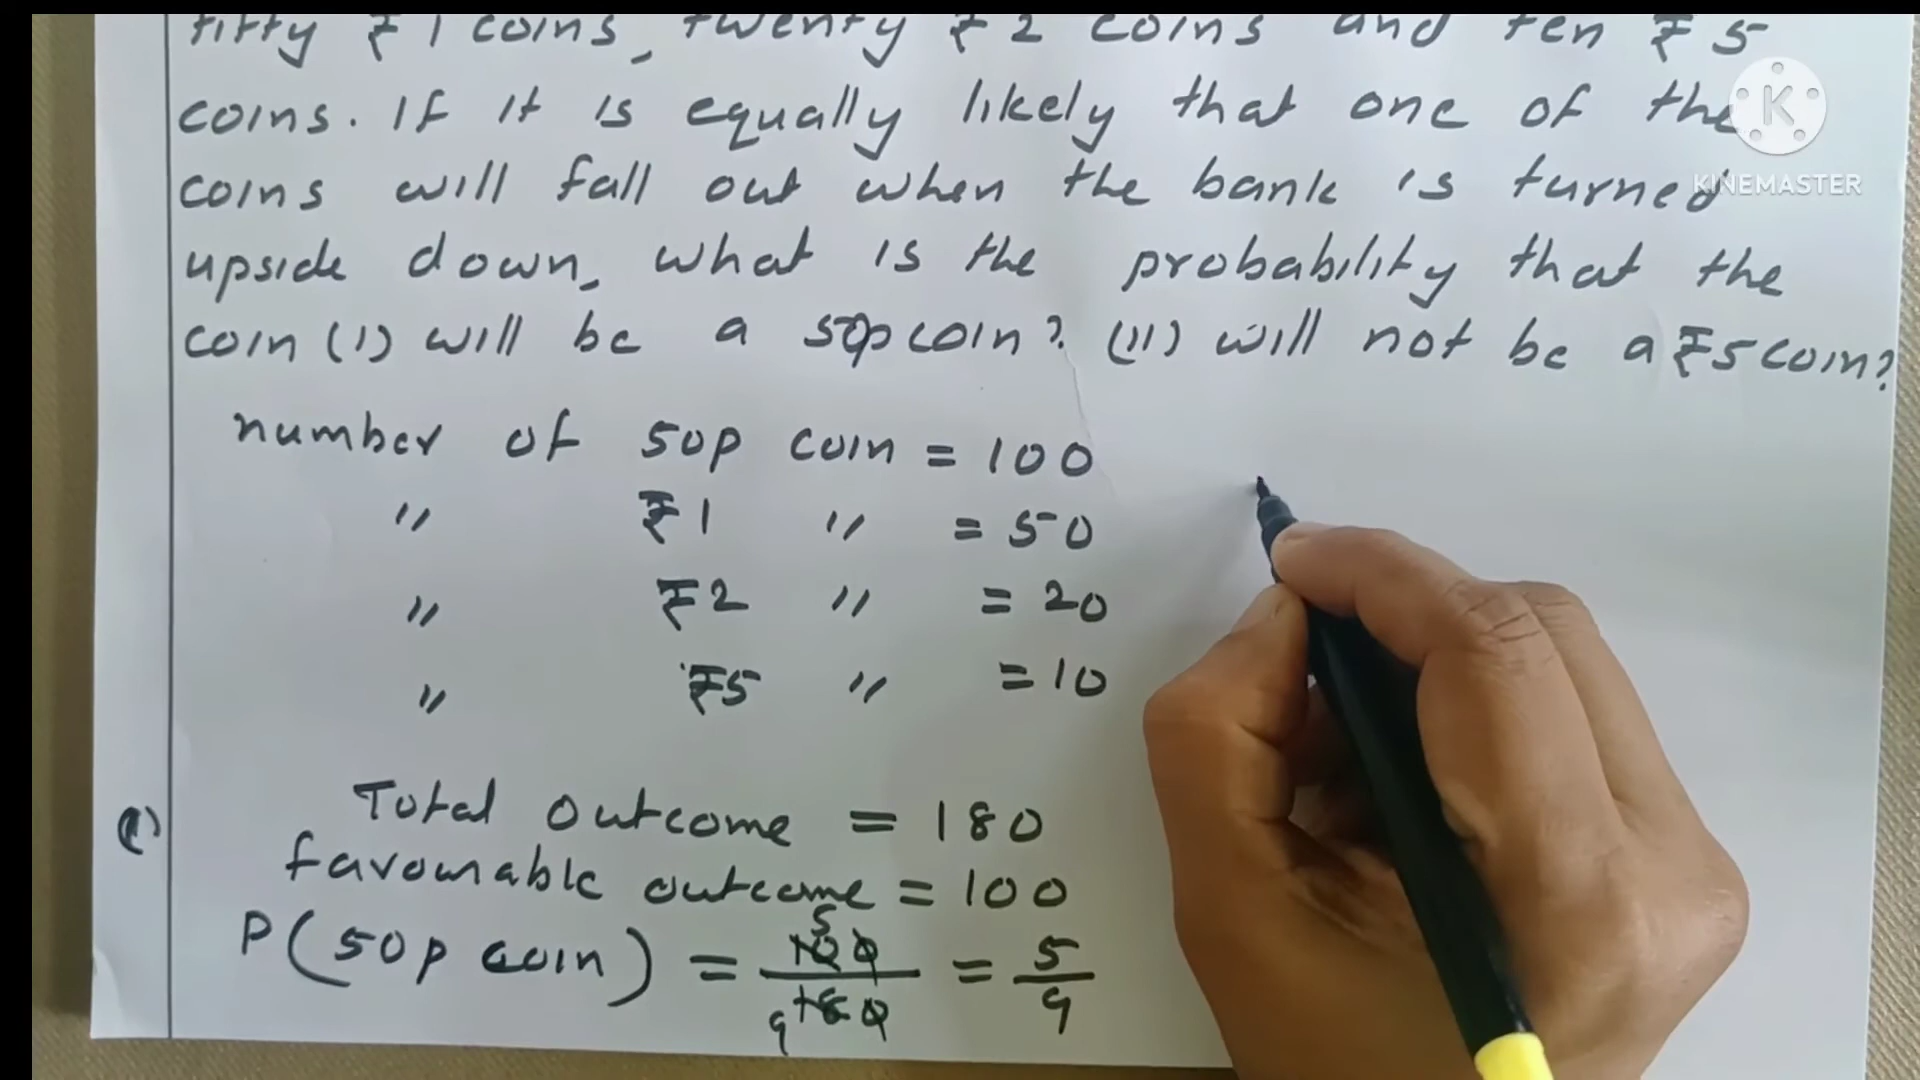 fifty ₹1 coins, twenty ₹2 coins and ten ₹5
coins. If it is equally likely that one of the
coins will fall out when the bank is turned
upside down, what is the probability that the
coin (i) will be a 50p coin? (ii) will not be a ₹5 coin?
K
KINEMASTER
number of 50p coin = 100
" ₹1 " = 50
" ₹2 " = 20
" ₹5 " = 10
Total outcome = 180
favourable outcome = 100
P(50p coin) = 100/180 = 5/9
5
9